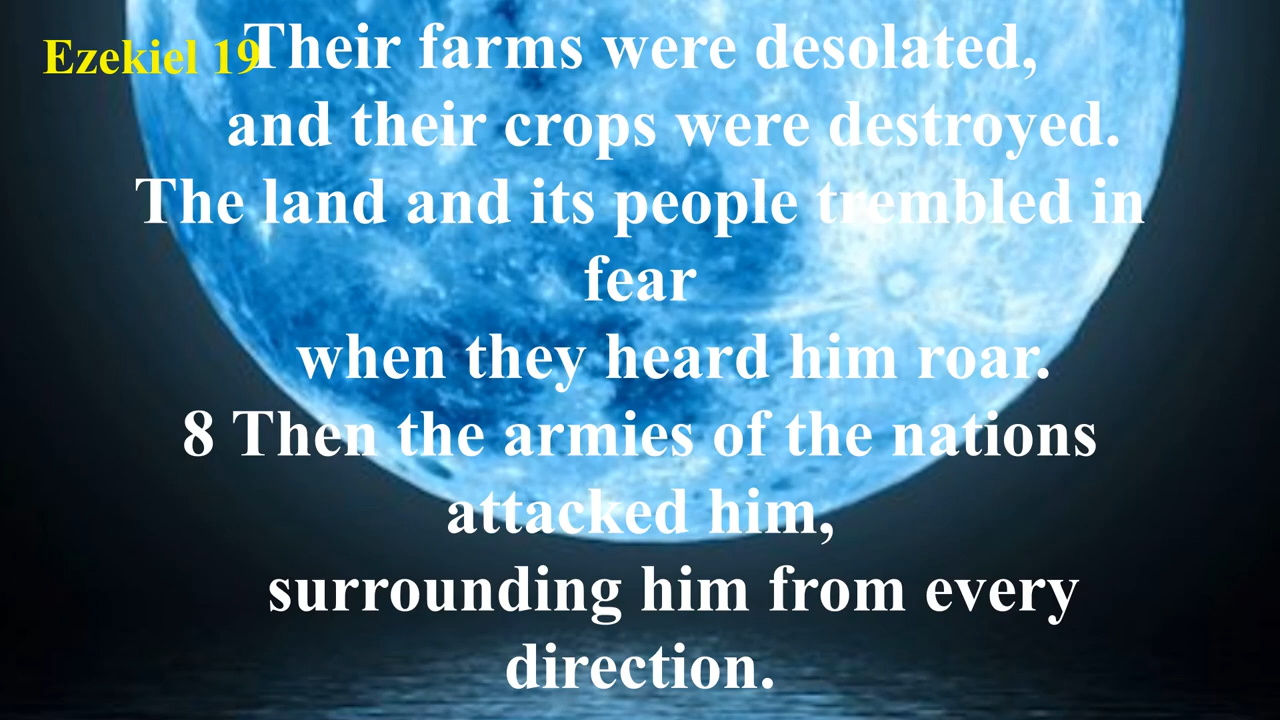 Ezekiel 19
Their farms were desolated,
and their crops were destroyed.
The land and its people trembled in
fear
when they heard him roar.
8 Then the armies of the nations
attacked him,
surrounding him from every
direction.